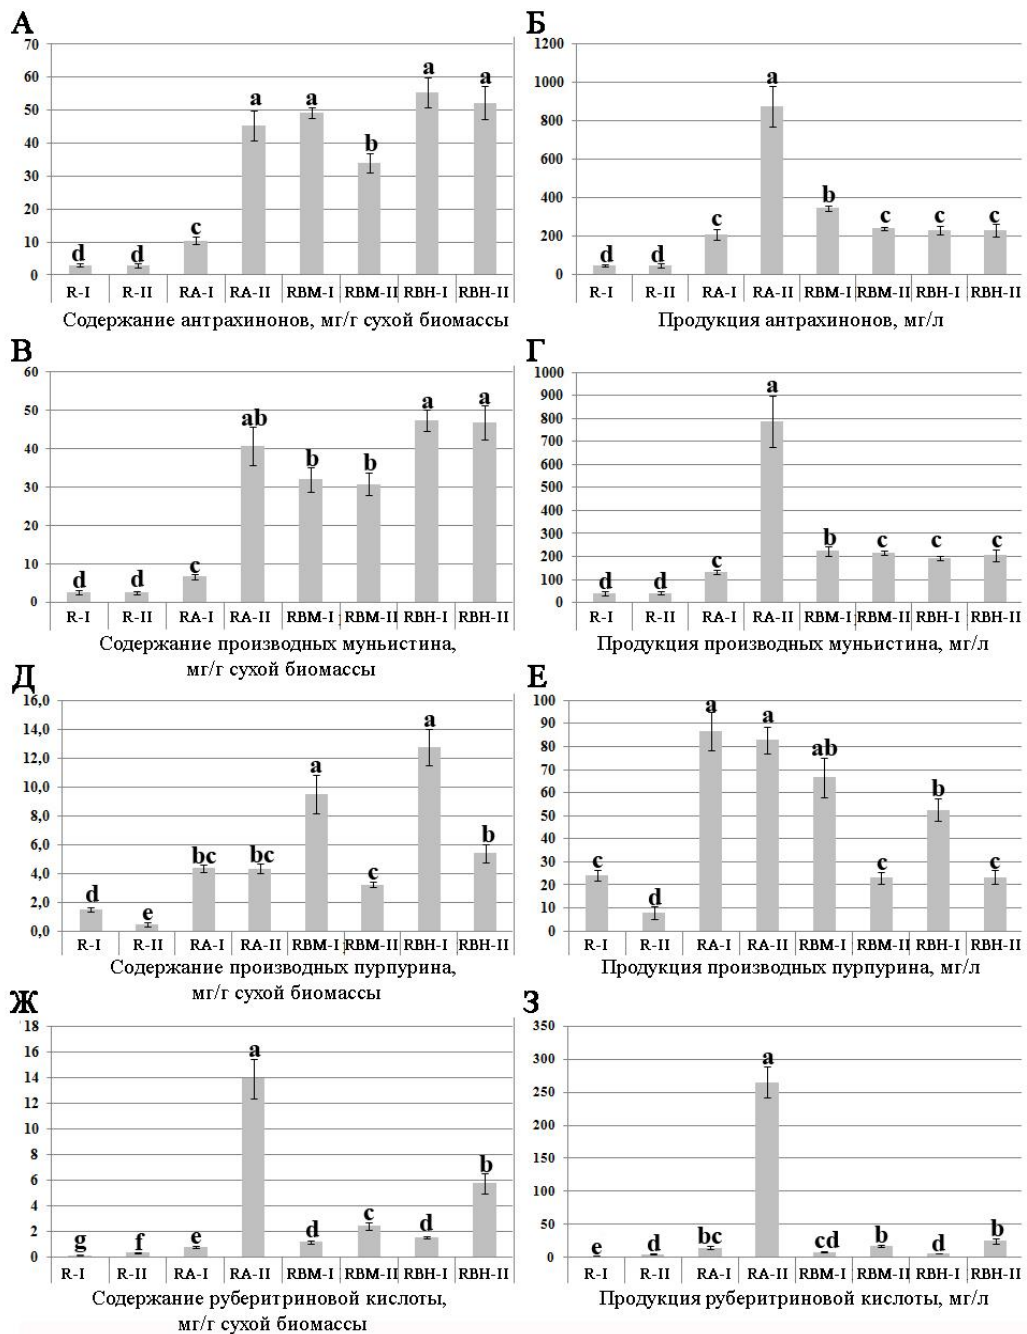 А
70
60
50
40
30
20
10
0
d d c a a b a a
R-I R-II RA-I RA-II RBM-I RBM-II RBH-I RBH-II
Содержание антрахинонов, мг/г сухой биомассы
Б
1200
1000
800
600
400
200
0
d d c a b c c c
R-I R-II RA-I RA-II RBM-I RBM-II RBH-I RBH-II
Продукция антрахинонов, мг/л
В
60
50
40
30
20
10
0
d d c ab b b a a
R-I R-II RA-I RA-II RBM-I RBM-II RBH-I RBH-II
Содержание производных муньистина,
мг/г сухой биомассы
Г
1000
900
800
700
600
500
400
300
200
100
0
d d c a b c c c
R-I R-II RA-I RA-II RBM-I RBM-II RBH-I RBH-II
Продукция производных муньистина, мг/л
Д
16,0
14,0
12,0
10,0
8,0
6,0
4,0
2,0
0,0
d e bc bc a c a b
R-I R-II RA-I RA-II RBM-I RBM-II RBH-I RBH-II
Содержание производных пурпурина,
мг/г сухой биомассы
Е
100
90
80
70
60
50
40
30
20
10
0
c d a a ab c b c
R-I R-II RA-I RA-II RBM-I RBM-II RBH-I RBH-II
Продукция производных пурпурина, мг/л
Ж
18
16
14
12
10
8
6
4
2
0
g f e a d c d b
R-I R-II RA-I RA-II RBM-I RBM-II RBH-I RBH-II
Содержание руберитриновой кислоты,
мг/г сухой биомассы
З
350
300
250
200
150
100
50
0
e d bc a cd b d b
R-I R-II RA-I RA-II RBM-I RBM-II RBH-I RBH-II
Продукция руберитриновой кислоты, мг/л